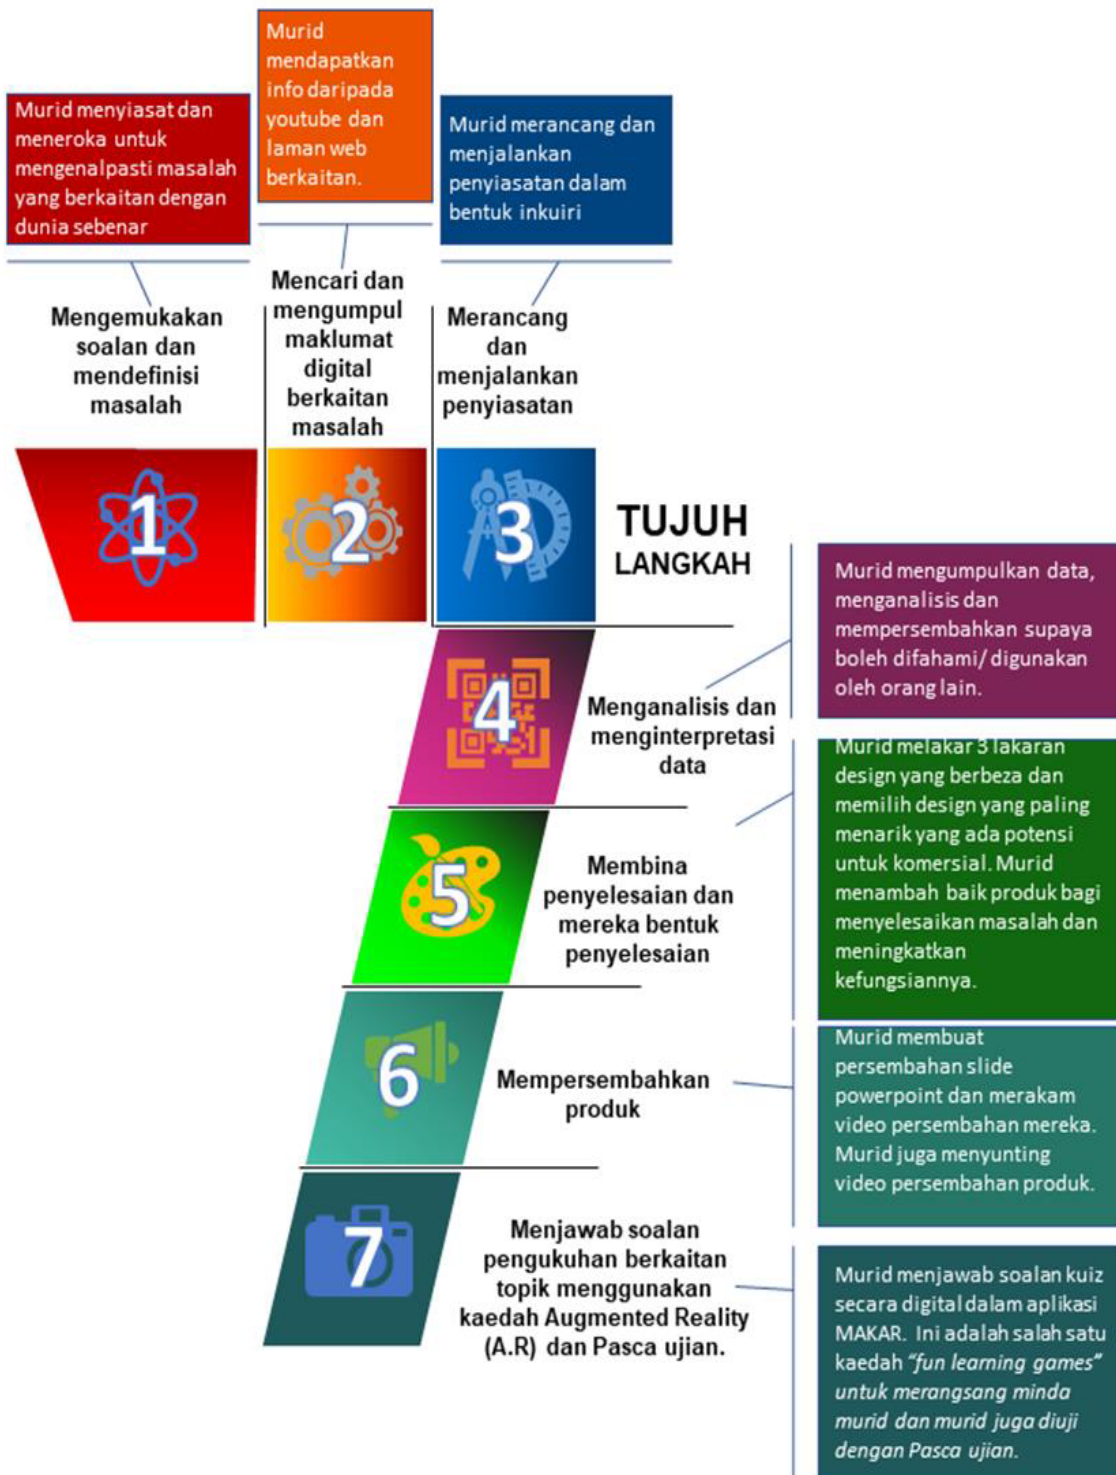 Murid menyiasat dan
meneroka untuk
mengenalpasti masalah
yang berkaitan dengan
dunia sebenar
Murid
mendapatkan
info daripada
youtube dan
laman web
berkaitan.
Murid merancang dan
menjalankan
penyiasatan dalam
bentuk inkuiri
Mengemukakan
soalan dan
mendefinisi
masalah
Mencari dan
mengumpul
maklumat
digital
berkaitan
masalah
Merancang
dan
menjalankan
penyiasatan
1
2
3
TUJUH
LANGKAH
4
Menganalisis dan
menginterpretasi
data
Murid mengumpulkan data,
menganalisis dan
mempersembahkan supaya
boleh difahami/ digunakan
oleh orang lain.
5
Membina
penyelesaian dan
mereka bentuk
penyelesaian
Murid melakar 3 lakaran
design yang berbeza dan
memilih design yang paling
menarik yang ada potensi
untuk komersial. Murid
menambah baik produk bagi
menyelesaikan masalah dan
meningkatkan
kefungsiannya.
6
Mempersembahkan
produk
Murid membuat
persembahan slide
powerpoint dan merakam
video persembahan mereka.
Murid juga menyunting
video persembahan produk.
7
Menjawab soalan
pengukuhan berkaitan
topik menggunakan
kaedah Augmented Reality
(A.R) dan Pasca ujian.
Murid menjawab soalan kuiz
secara digital dalam aplikasi
MAKAR. Ini adalah salah satu
kaedah “fun learning games”
untuk merangsang minda
murid dan murid juga diuji
dengan Pasca ujian.